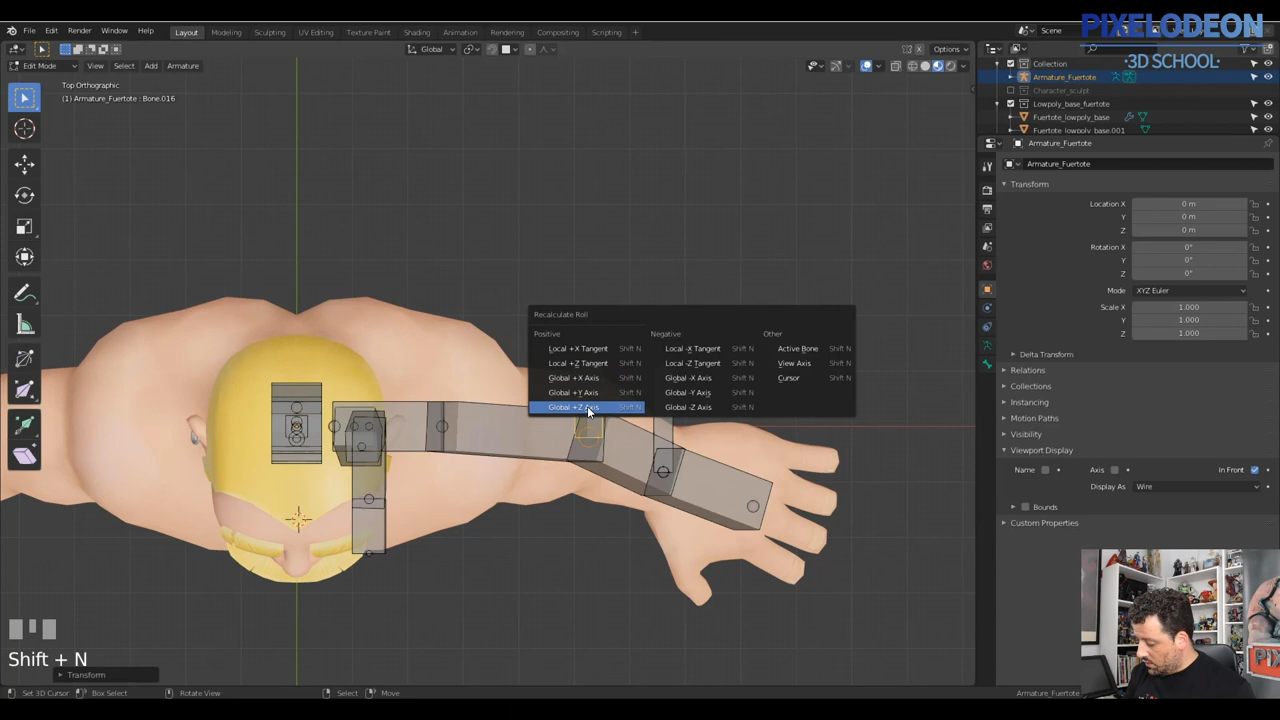 PIXELODEON
·3D SCHOOL·
File Edit Render Window Help
Layout Modeling Sculpting UV Editing Texture Paint Shading Animation Rendering Compositing Scripting +
Scene
Global
Options
Edit Mode View Select Add Armature
Top Orthographic
(1) Armature_Fuertote : Bone.016
Recalculate Roll
Positive Negative Other
Local +X Tangent Shift N Local -X Tangent Shift N Active Bone Shift N
Local +Z Tangent Shift N Local -Z Tangent Shift N View Axis Shift N
Global +X Axis Shift N Global -X Axis Shift N Cursor Shift N
Global +Y Axis Shift N Global -Y Axis Shift N
Global +Z Axis Shift N Global -Z Axis Shift N
Shift + N
Transform
Set 3D Cursor Box Select Rotate View Select Move
Armature_Fuertote
Collection
Armature_Fuertote
Character_sculpt
Lowpoly_base_fuertote
Fuertote_lowpoly_base
Fuertote_lowpoly_base.001
Armature_Fuertote
Armature_Fuertote
Transform
Location X 0 m
Y 0 m
Z 0 m
Rotation X 0°
Y 0°
Z 0°
Mode XYZ Euler
Scale X 1.000
Y 1.000
Z 1.000
Delta Transform
Relations
Collections
Motion Paths
Visibility
Viewport Display
Name Axis In Front
Display As Wire
Bounds
Custom Properties